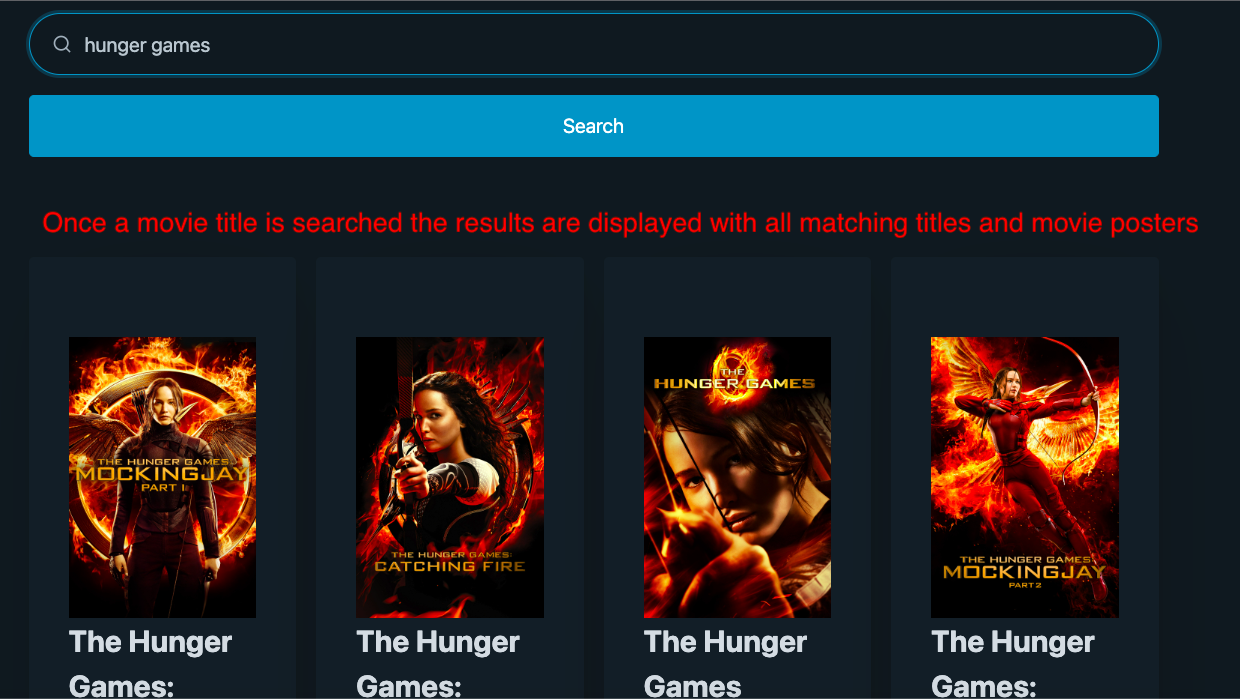 hunger games
Search
Once a movie title is searched the results are displayed with all matching titles and movie posters
THE HUNGER GAMES:
MOCKINGJAY
PART 1
THE HUNGER GAMES:
CATCHING FIRE
THE
HUNGER GAMES
THE HUNGER GAMES:
MOCKINGJAY
PART 2
The Hunger
Games:
The Hunger
Games:
The Hunger
Games
The Hunger
Games: